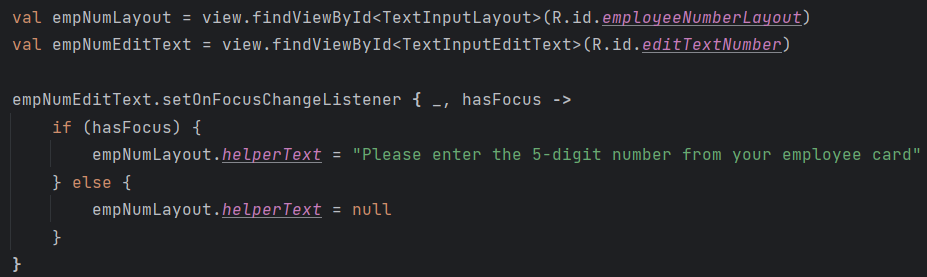 val empNumLayout = view.findViewById<TextInputLayout>(R.id.employeeNumberLayout)
val empNumEditText = view.findViewById<TextInputEditText>(R.id.editTextNumber)
empNumEditText.setOnFocusChangeListener { _, hasFocus ->
    if (hasFocus) {
        empNumLayout.helperText = "Please enter the 5-digit number from your employee card"
    } else {
        empNumLayout.helperText = null
    }
}